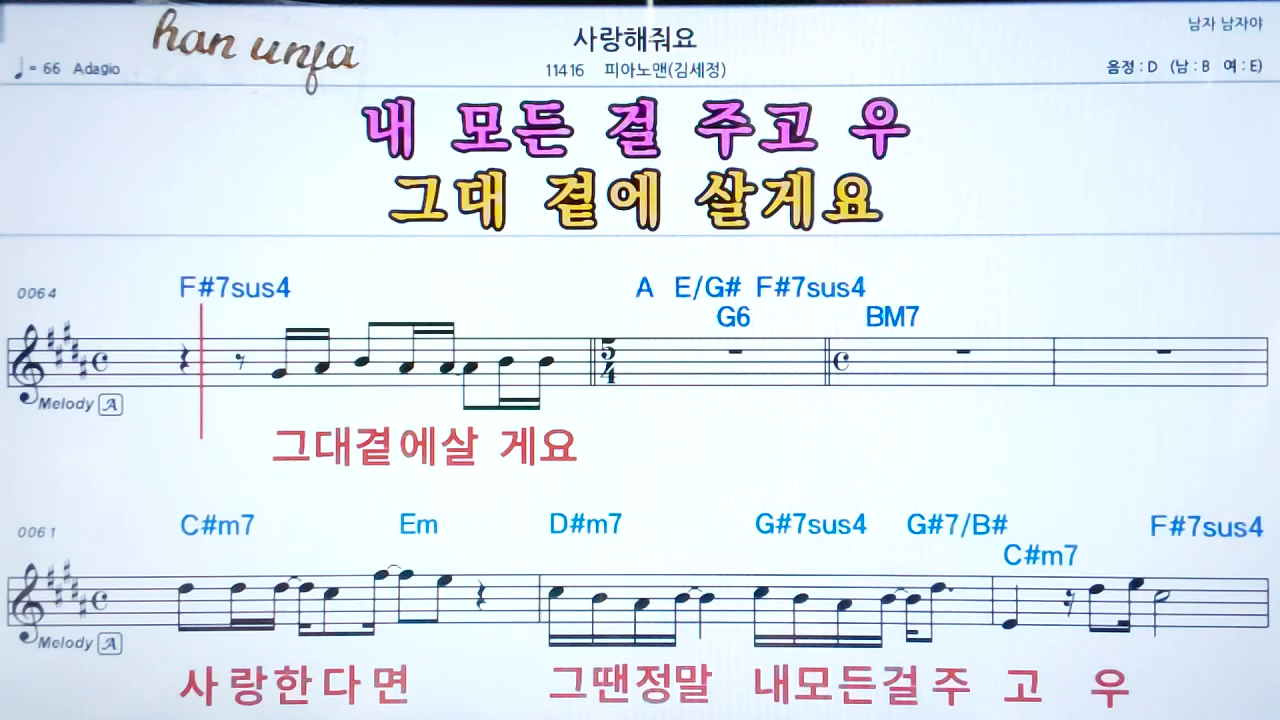 han unja
사랑해줘요
남자 남자야
♩= 66 Adagio
11416 피아노맨(김세정)
음정 : D (남 : B 여 : E)
내 모든 걸 주고 우
그대 곁에 살게요
0064
F#7sus4 A E/G# F#7sus4
G6 BM7
5
4
Melody A
그대곁에살 게요
0061
C#m7 Em D#m7 G#7sus4 G#7/B# F#7sus4
C#m7
Melody A
사랑한다면 그땐정말 내모든걸주 고 우